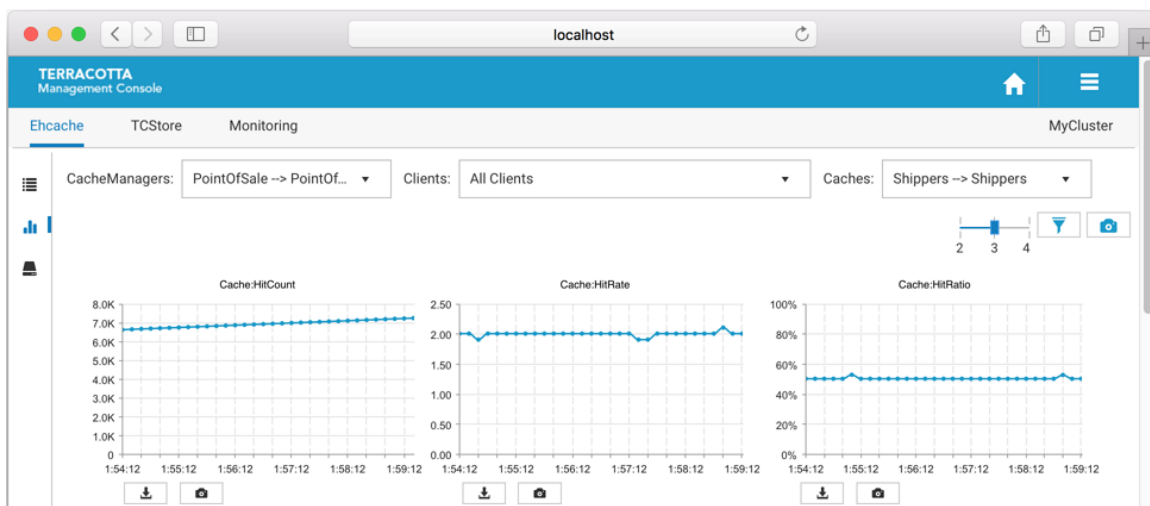 localhost
TERRACOTTA
Management Console
Ehcache TCStore Monitoring MyCluster
CacheManagers: PointOfSale --> PointOf... Clients: All Clients Caches: Shippers --> Shippers
2 3 4
Cache:HitCount
8.0K
7.0K
6.0K
5.0K
4.0K
3.0K
2.0K
1.0K
0
1:54:12 1:55:12 1:56:12 1:57:12 1:58:12 1:59:12
Cache:HitRate
2.50
2.00
1.50
1.00
0.50
0.00
1:54:12 1:55:12 1:56:12 1:57:12 1:58:12 1:59:12
Cache:HitRatio
100%
80%
60%
40%
20%
0%
1:54:12 1:55:12 1:56:12 1:57:12 1:58:12 1:59:12